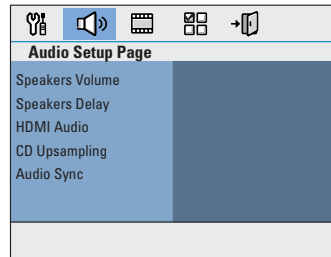 Audio Setup Page
Speakers Volume
Speakers Delay
HDMI Audio
CD Upsampling
Audio Sync